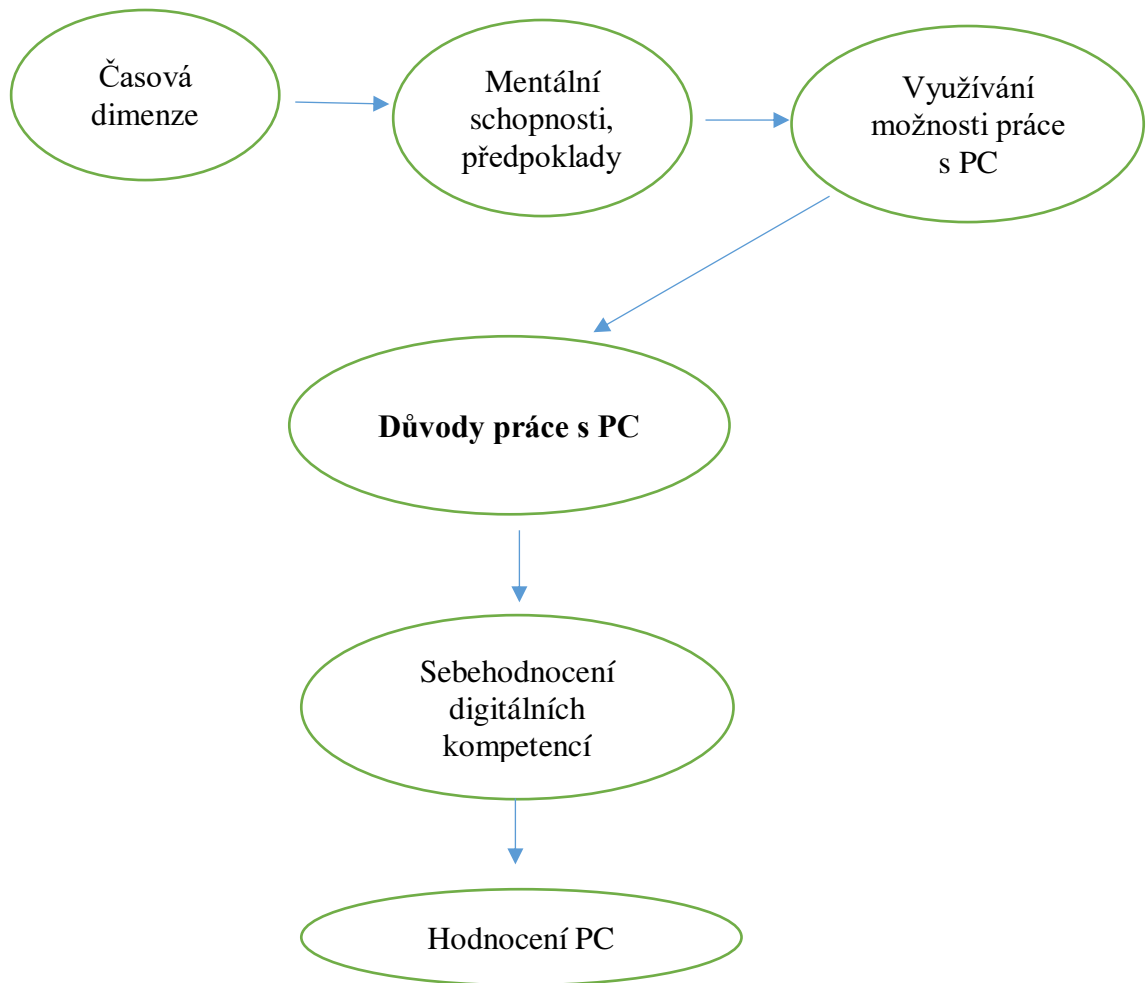 Časová
dimenze
Mentální
schopnosti,
předpoklady
Využívání
možnosti práce
s PC
Důvody práce s PC
Sebehodnocení
digitálních
kompetencí
Hodnocení PC